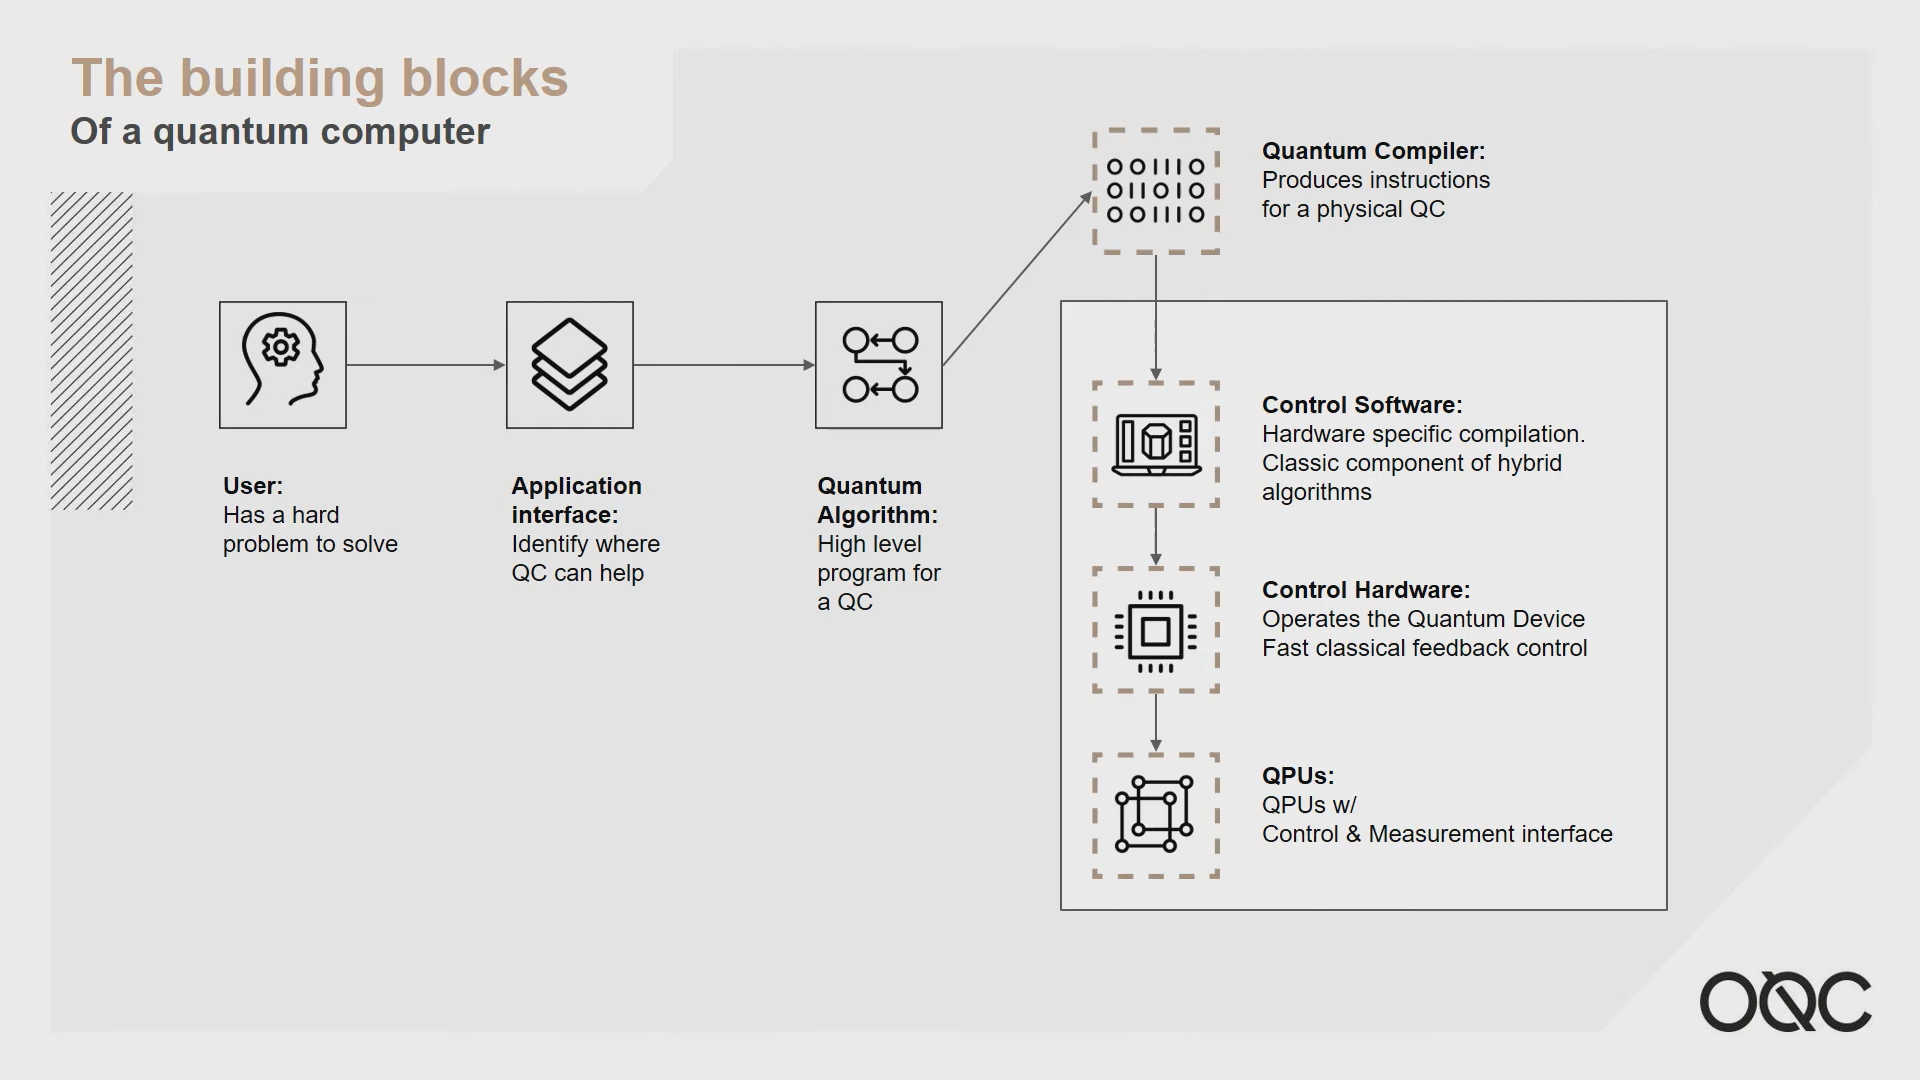 The building blocks
Of a quantum computer
User:
Has a hard
problem to solve
Application
interface:
Identify where
QC can help
Quantum
Algorithm:
High level
program for
a QC
Quantum Compiler:
Produces instructions
for a physical QC
Control Software:
Hardware specific compilation.
Classic component of hybrid
algorithms
Control Hardware:
Operates the Quantum Device
Fast classical feedback control
QPUs:
QPUs w/
Control & Measurement interface
OQC